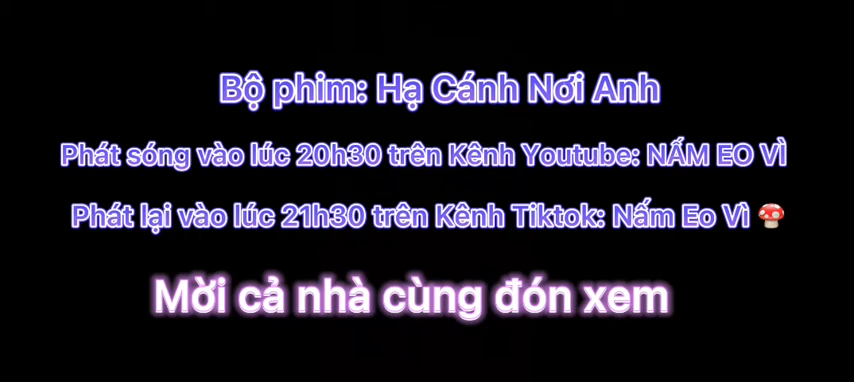 Bộ phim: Hạ Cánh Nơi Anh
Phát sóng vào lúc 20h30 trên Kênh Youtube: NẤM EO VÌ
Phát lại vào lúc 21h30 trên Kênh Tiktok: Nấm Eo Vì 🍄
Mời cả nhà cùng đón xem